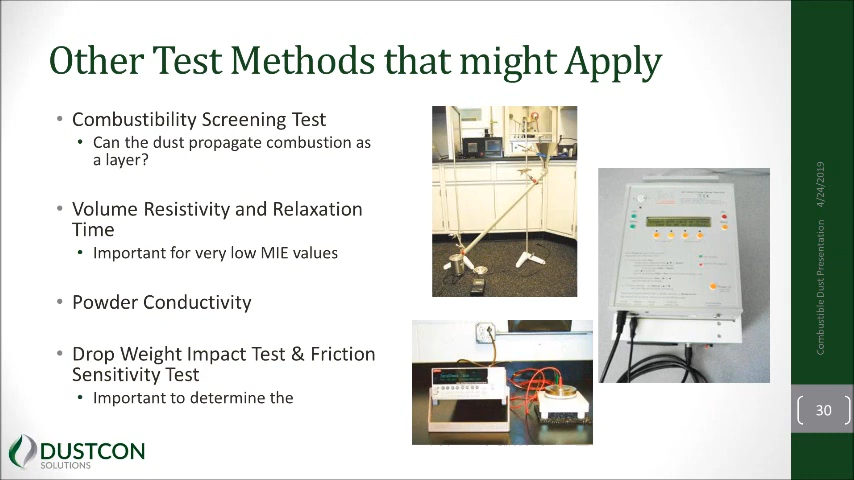 Other Test Methods that might Apply
• Combustibility Screening Test
• Can the dust propagate combustion as
a layer?
• Volume Resistivity and Relaxation
Time
• Important for very low MIE values
• Powder Conductivity
• Drop Weight Impact Test & Friction
Sensitivity Test
• Important to determine the
DUSTCON
SOLUTIONS
4/24/2019
Combustible Dust Presentation
30